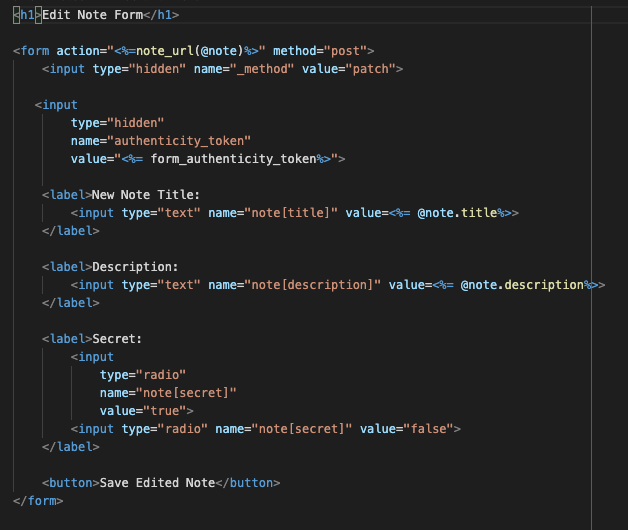 <h1>Edit Note Form</h1>
<form action="<%=note_url(@note)%>" method="post">
<input type="hidden" name="_method" value="patch">
<input
type="hidden"
name="authenticity_token"
value="<%= form_authenticity_token%>">
<label>New Note Title:
<input type="text" name="note[title]" value=<%= @note.title%>>
</label>
<label>Description:
<input type="text" name="note[description]" value=<%= @note.description%>>
</label>
<label>Secret:
<input
type="radio"
name="note[secret]"
value="true">
<input type="radio" name="note[secret]" value="false">
</label>
<button>Save Edited Note</button>
</form>